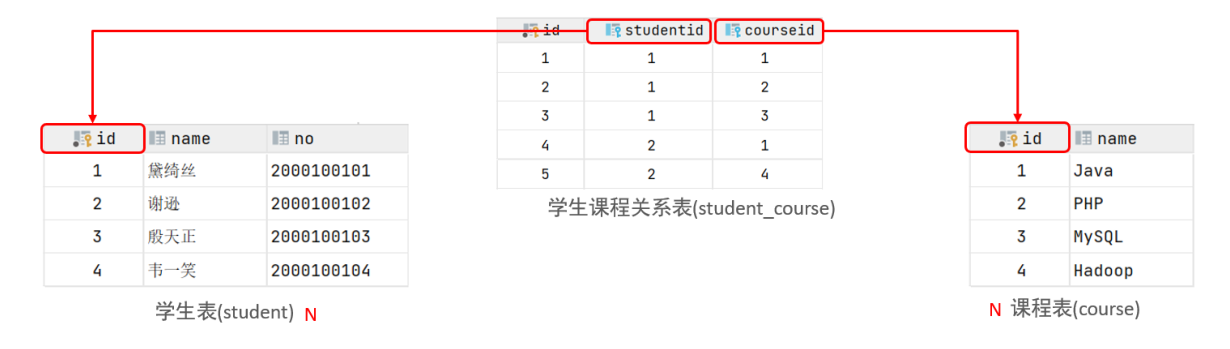 id studentid courseid
1 1 1
2 1 2
3 1 3
4 2 1
5 2 4
学生课程关系表(student_course)
id name no
1 黛绮丝 2000100101
2 谢逊 2000100102
3 殷天正 2000100103
4 韦一笑 2000100104
学生表(student) N
id name
1 Java
2 PHP
3 MySQL
4 Hadoop
N 课程表(course)